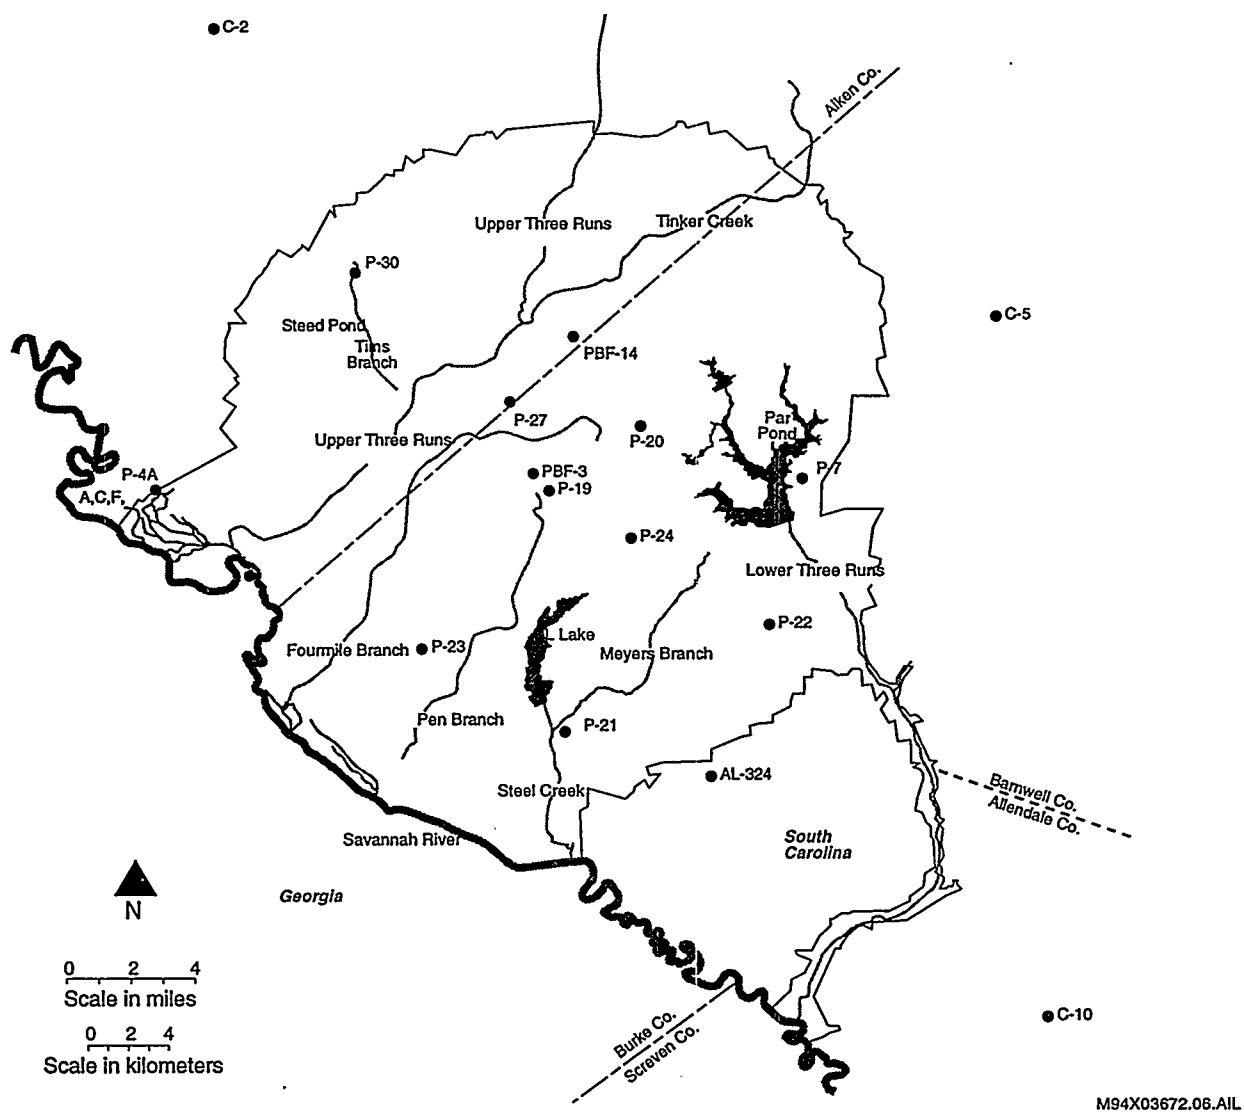 C-2
Aiken Co.
Upper Three Runs
Tinker Creek
P-30
C-5
Steed Pond
Tims
Branch
PBF-14
P-27
Par
Pond
Upper Three Runs
P-20
P-4A
PBF-3
P-7
P-19
A,C,F,
P-24
Lower Three Runs
P-22
L Lake
Fourmile Branch
P-23
Meyers Branch
Pen Branch
P-21
AL-324
Barnwell Co.
Allendale Co.
Steel Creek
Savannah River
South
Carolina
Georgia
N
0 2 4
Scale in miles
0 2 4
Scale in kilometers
Burke Co.
Screven Co.
C-10
M94X03672.06.AIL